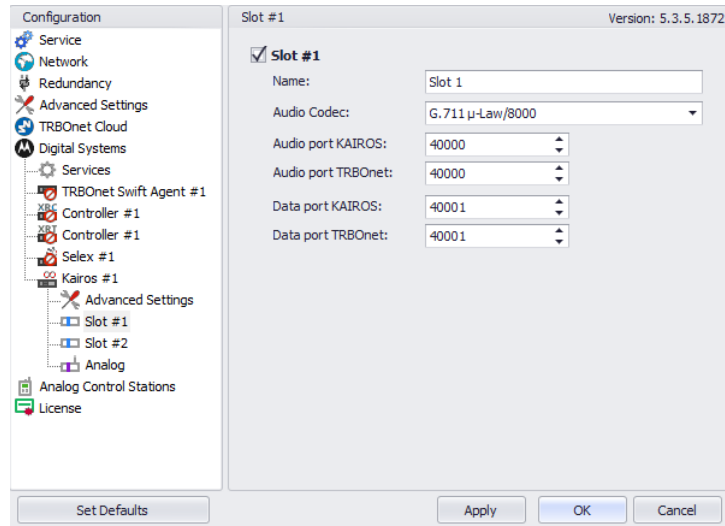 Configuration
Service
Network
Redundancy
Advanced Settings
TRBOnet Cloud
Digital Systems
Services
TRBOnet Swift Agent #1
XRC Controller #1
XRT Controller #1
Selex #1
Kairos #1
Advanced Settings
Slot #1
Slot #2
Analog
Analog Control Stations
License
Set Defaults
Slot #1 Version: 5.3.5.1872
Slot #1
Name: Slot 1
Audio Codec: G.711 µ-Law/8000
Audio port KAIROS: 40000
Audio port TRBOnet: 40000
Data port KAIROS: 40001
Data port TRBOnet: 40001
Apply OK Cancel